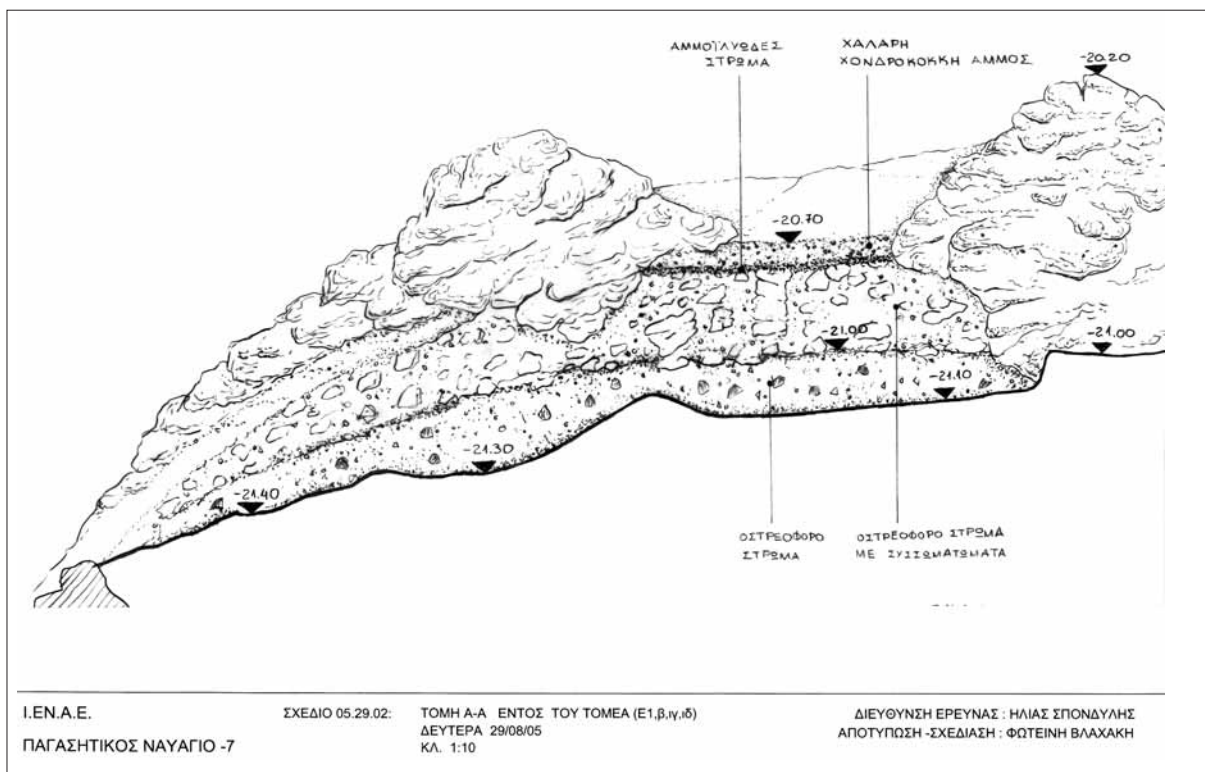 ΑΜΜΟΪΛΥΩΔΕΣ
ΣΤΡΩΜΑ
ΧΑΛΑΡΗ
ΧΟΝΔΡΟΚΟΚΚΗ ΑΜΜΟΣ
-20.20
-20.70
-21.00
-21.00
-21.10
-21.30
-21.40
ΟΣΤΡΕΟΦΟΡΟ
ΣΤΡΩΜΑ
ΟΣΤΡΕΟΦΟΡΟ ΣΤΡΩΜΑ
ΜΕ ΣΥΣΣΩΜΑΤΩΜΑΤΑ
Ι.ΕΝ.Α.Ε.
ΠΑΓΑΣΗΤΙΚΟΣ ΝΑΥΑΓΙΟ -7
ΣΧΕΔΙΟ 05.29.02:
ΤΟΜΗ Α-Α ΕΝΤΟΣ ΤΟΥ ΤΟΜΕΑ (Ε1,β,ιγ,ιδ)
ΔΕΥΤΕΡΑ 29/08/05
ΚΛ. 1:10
ΔΙΕΥΘΥΝΣΗ ΕΡΕΥΝΑΣ : ΗΛΙΑΣ ΣΠΟΝΔΥΛΗΣ
ΑΠΟΤΥΠΩΣΗ -ΣΧΕΔΙΑΣΗ : ΦΩΤΕΙΝΗ ΒΛΑΧΑΚΗ